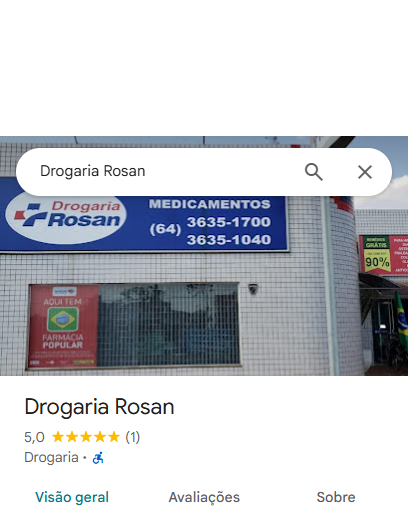 Drogaria Rosan
Drogaria
Rosan
MEDICAMENTOS
(64) 3635-1700
3635-1040
REMÉDIOS
GRÁTIS
90%
AQUI TEM
FARMÁCIA
POPULAR
Drogaria Rosan
5,0 (1)
Drogaria ·
Visão geral
Avaliações
Sobre